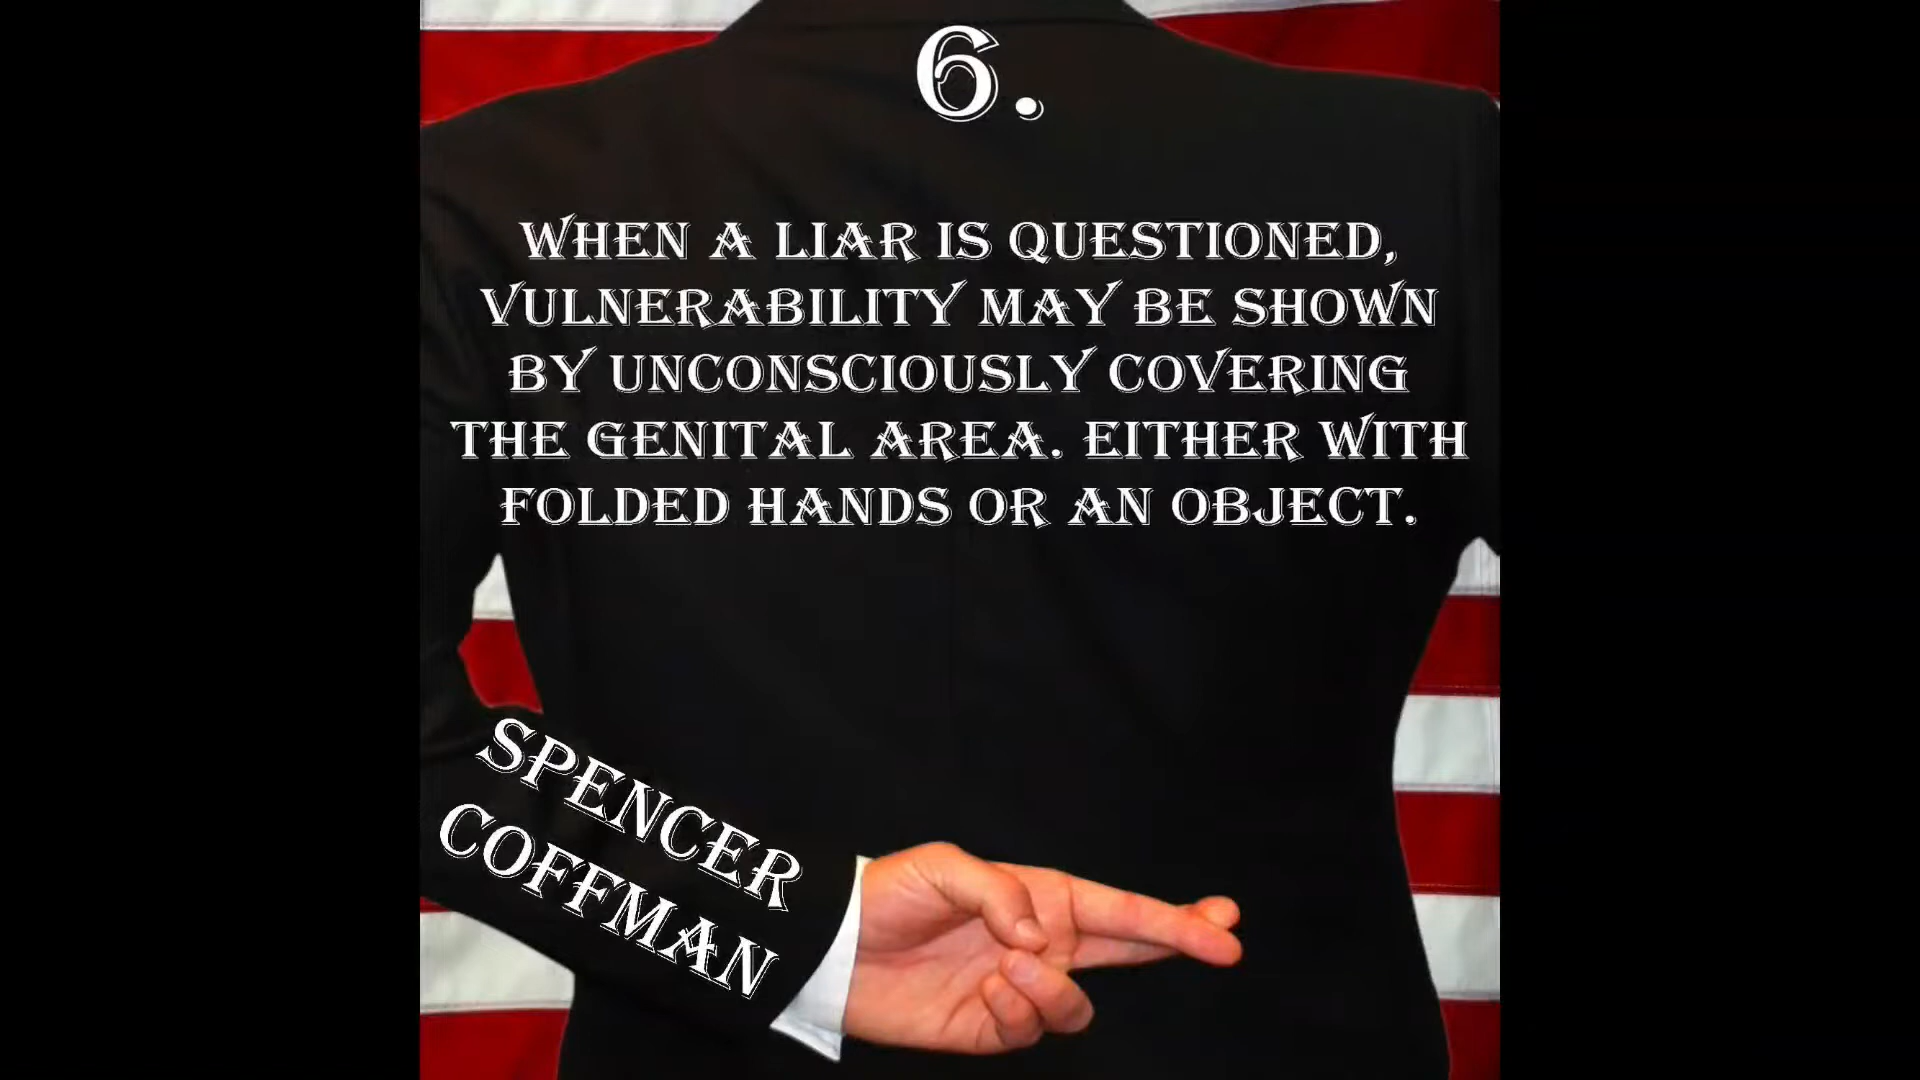 6.
WHEN A LIAR IS QUESTIONED,
VULNERABILITY MAY BE SHOWN
BY UNCONSCIOUSLY COVERING
THE GENITAL AREA. EITHER WITH
FOLDED HANDS OR AN OBJECT.
SPENCER
COFFMAN